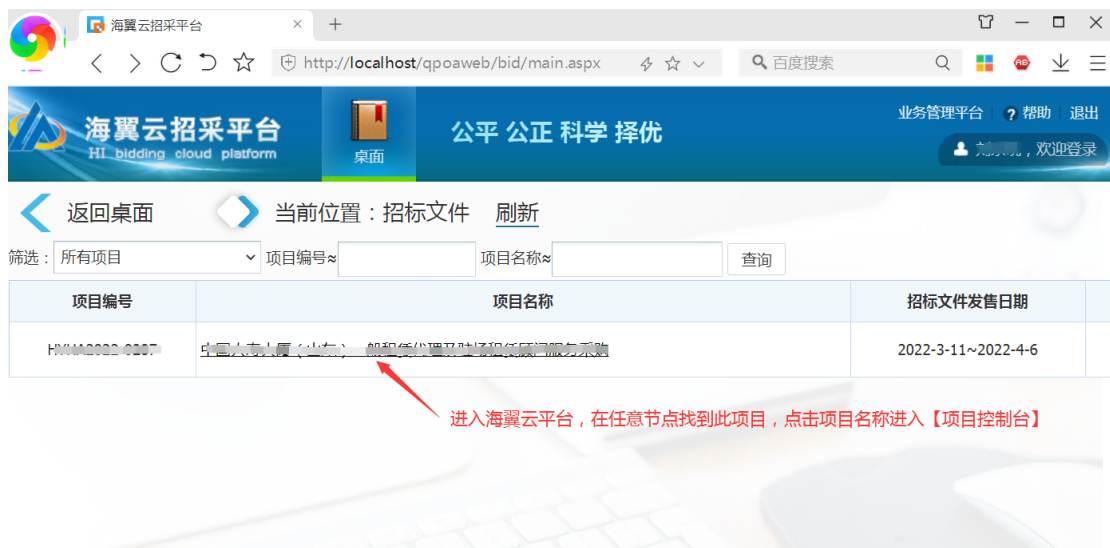 海翼云招采平台
http://localhost/qpoaweb/bid/main.aspx
百度搜索
海翼云招采平台
HI bidding cloud platform
桌面
公平 公正 科学 择优
业务管理平台 ? 帮助 退出
，欢迎登录
返回桌面 当前位置：招标文件 刷新
筛选： 所有项目 项目编号≈ 项目名称≈ 查询
项目编号 项目名称 招标文件发售日期
2022-3-11~2022-4-6
进入海翼云平台，在任意节点找到此项目，点击项目名称进入【项目控制台】